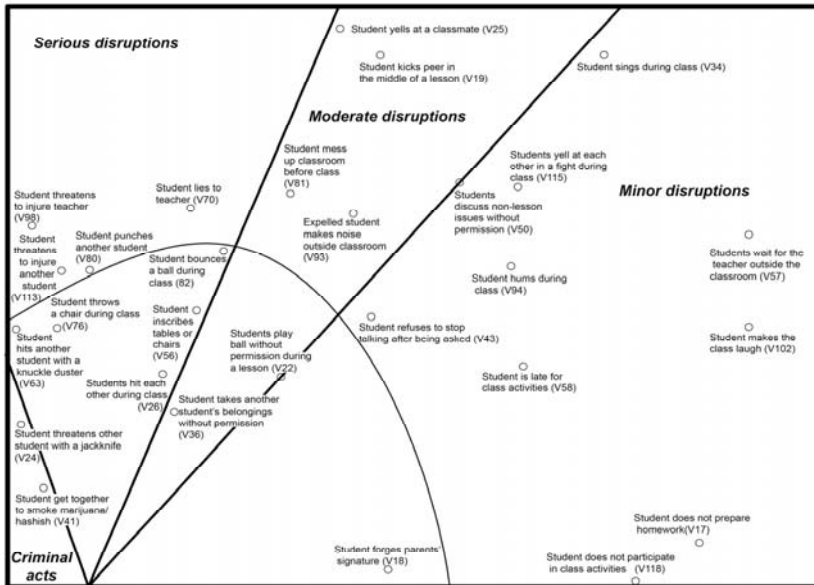 Serious disruptions
Student yells at a classmate (V25)
Student kicks peer in
the middle of a lesson (V19)
Student sings during class (V34)
Moderate disruptions
Student mess
up classroom
before class
(V81)
Students yell at each
other in a fight during
class (V115)
Minor disruptions
Student threatens
to injure teacher
(V98)
Student lies to
teacher (V70)
Students
discuss non-lesson
issues without
permission (V50)
Expelled student
makes noise
outside classroom
(V93)
Student punches
another student
(V80)
Student
threatens
to injure
another
student
(V113)
Student bounces
a ball during
class (82)
Students wait for the
teacher outside the
classroom (V57)
Student hums during
class (V94)
Student throws
a chair during class
(V76)
Student
inscribes
tables or
chairs
(V56)
Student
hits another
student with a
knuckle duster
(V63)
Students play
ball without
permission during
a lesson (V22)
Student refuses to stop
talking after being asked (V43)
Student makes the
class laugh (V102)
Student is late for
class activities (V58)
Students hit each
other during class
(V26)
Student takes another
student's belongings
without permission
(V36)
Student threatens other
student with a jackknife
(V24)
Student get together
to smoke marijuana/
hashish (V41)
Criminal
acts
Student forges parents'
signature (V18)
Student does not prepare
homework(V17)
Student does not participate
in class activities (V118)